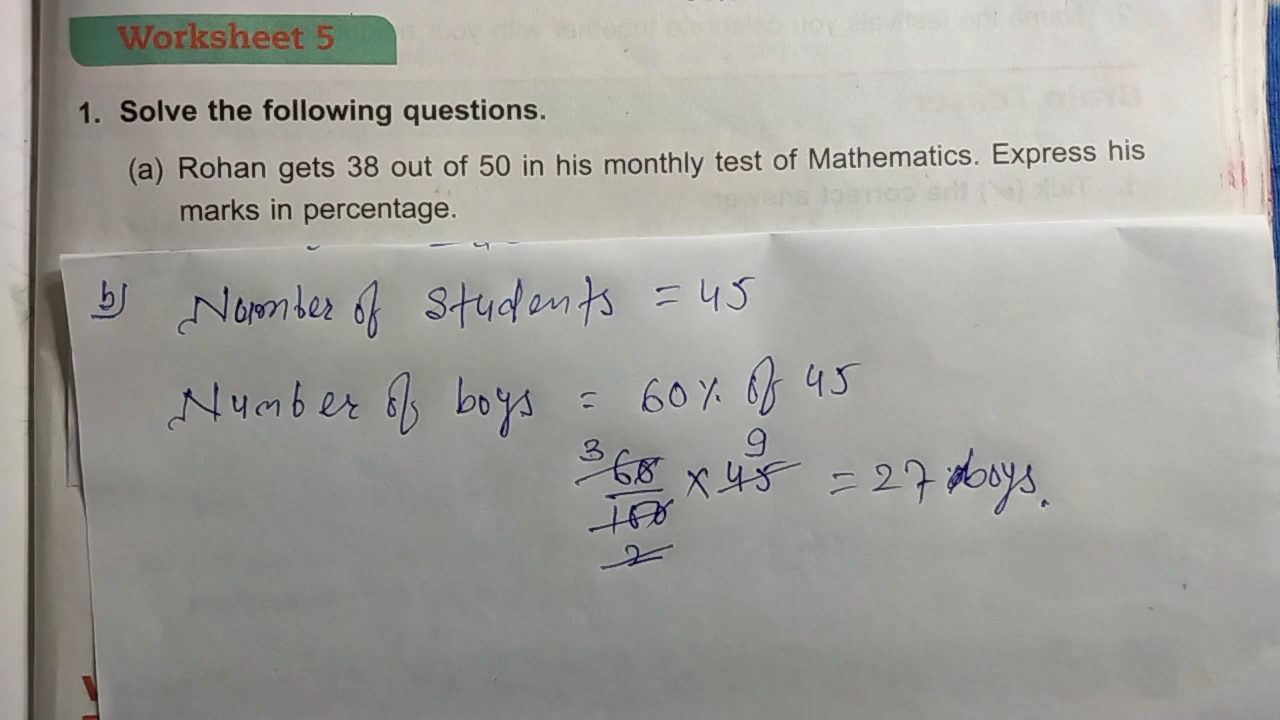 Worksheet 5
1. Solve the following questions.
(a) Rohan gets 38 out of 50 in his monthly test of Mathematics. Express his
marks in percentage.
b) Number of students = 45
Number of boys = 60% of 45
3 9
60 × 45 = 27 boys.
100
2